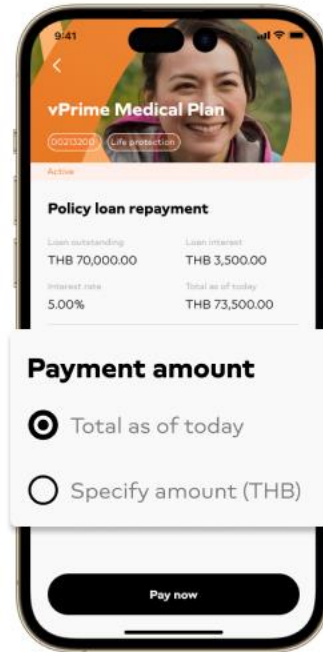 9:41
vPrime Medical Plan
00213200 Life protection
Active
Policy loan repayment
Loan outstanding Loan interest
THB 70,000.00 THB 3,500.00
Interest rate Total as of today
5.00% THB 73,500.00
Payment amount
Total as of today
Specify amount (THB)
Pay now